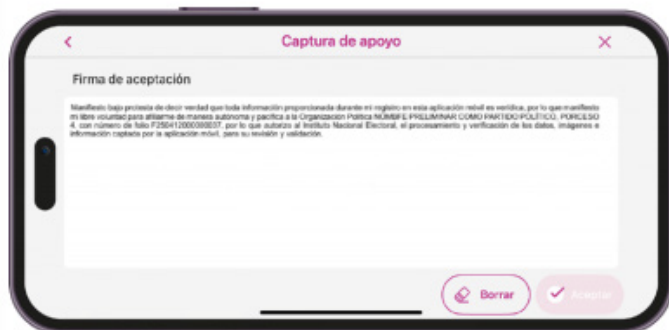 Captura de apoyo
Firma de aceptación
Manifiesto bajo protesta de decir verdad que toda información proporcionada durante mi registro en esta aplicación móvil es verídica, por lo que manifiesto
mi libre voluntad para afiliarme de manera autónoma y pacífica a la Organización Política NOMBRE PRELIMINAR COMO PARTIDO POLÍTICO, PORCESO
4, con número de folio por lo que autorizo al Instituto Nacional Electoral, el procesamiento y verificación de los datos, imágenes e
información captada por la aplicación móvil, para su revisión y validación.
Borrar
Aceptar